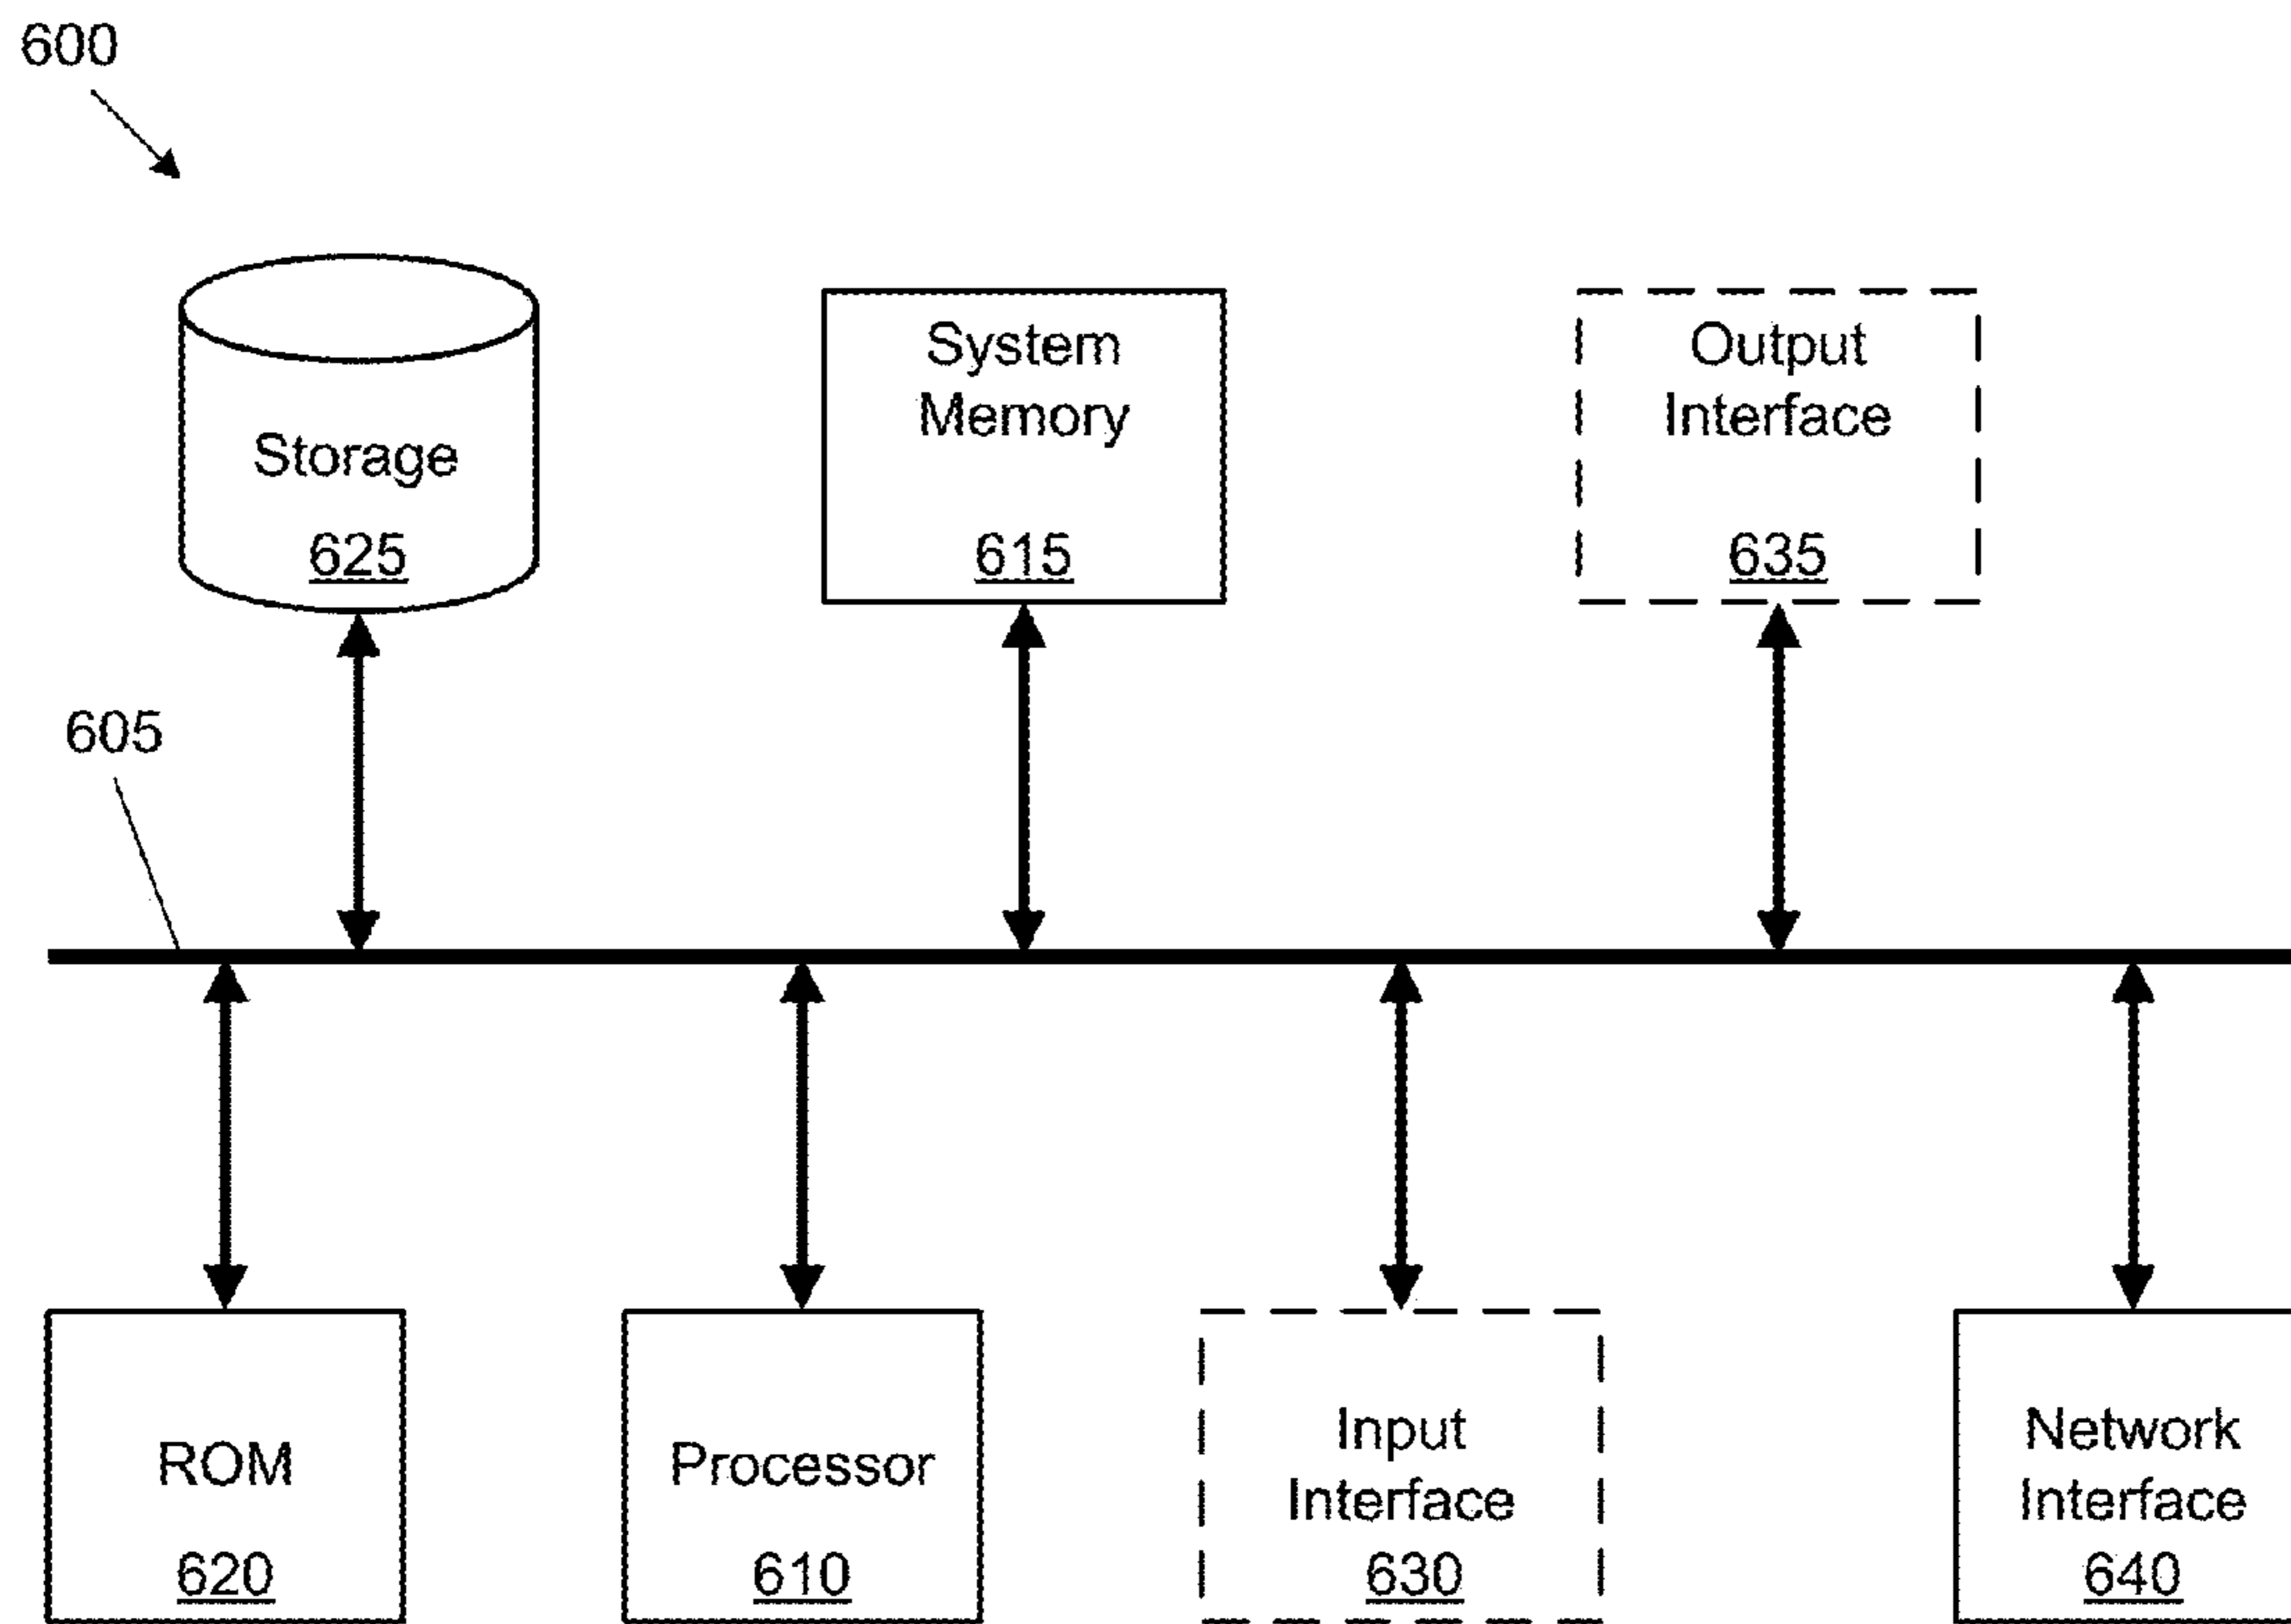 600
Storage
625
System
Memory
615
Output
Interface
635
605
ROM
620
Processor
610
Input
Interface
630
Network
Interface
640